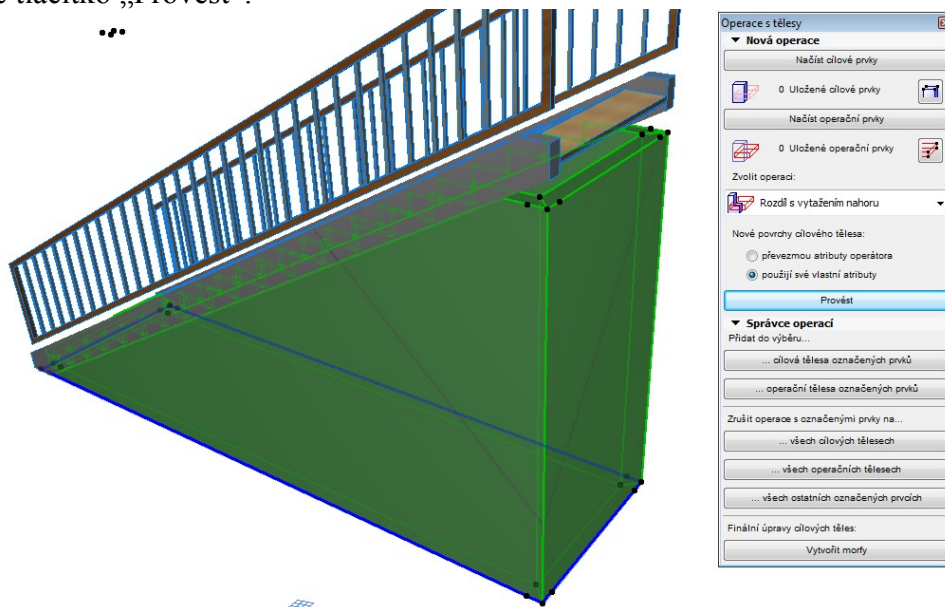 tlačítko „Provést“.
Operace s tělesy
Nová operace
Načíst cílové prvky
0 Uložené cílové prvky
Načíst operační prvky
0 Uložené operační prvky
Zvolit operaci:
Rozdíl s vytažením nahoru
Nové povrchy cílového tělesa:
převezmou atributy operátora
použijí své vlastní atributy
Provést
Správce operací
Přidat do výběru...
... cílová tělesa označených prvků
... operační tělesa označených prvků
Zrušit operace s označenými prvky na...
... všech cílových tělesech
... všech operačních tělesech
... všech ostatních označených prvcích
Finální úpravy cílových těles:
Vytvořit morfy